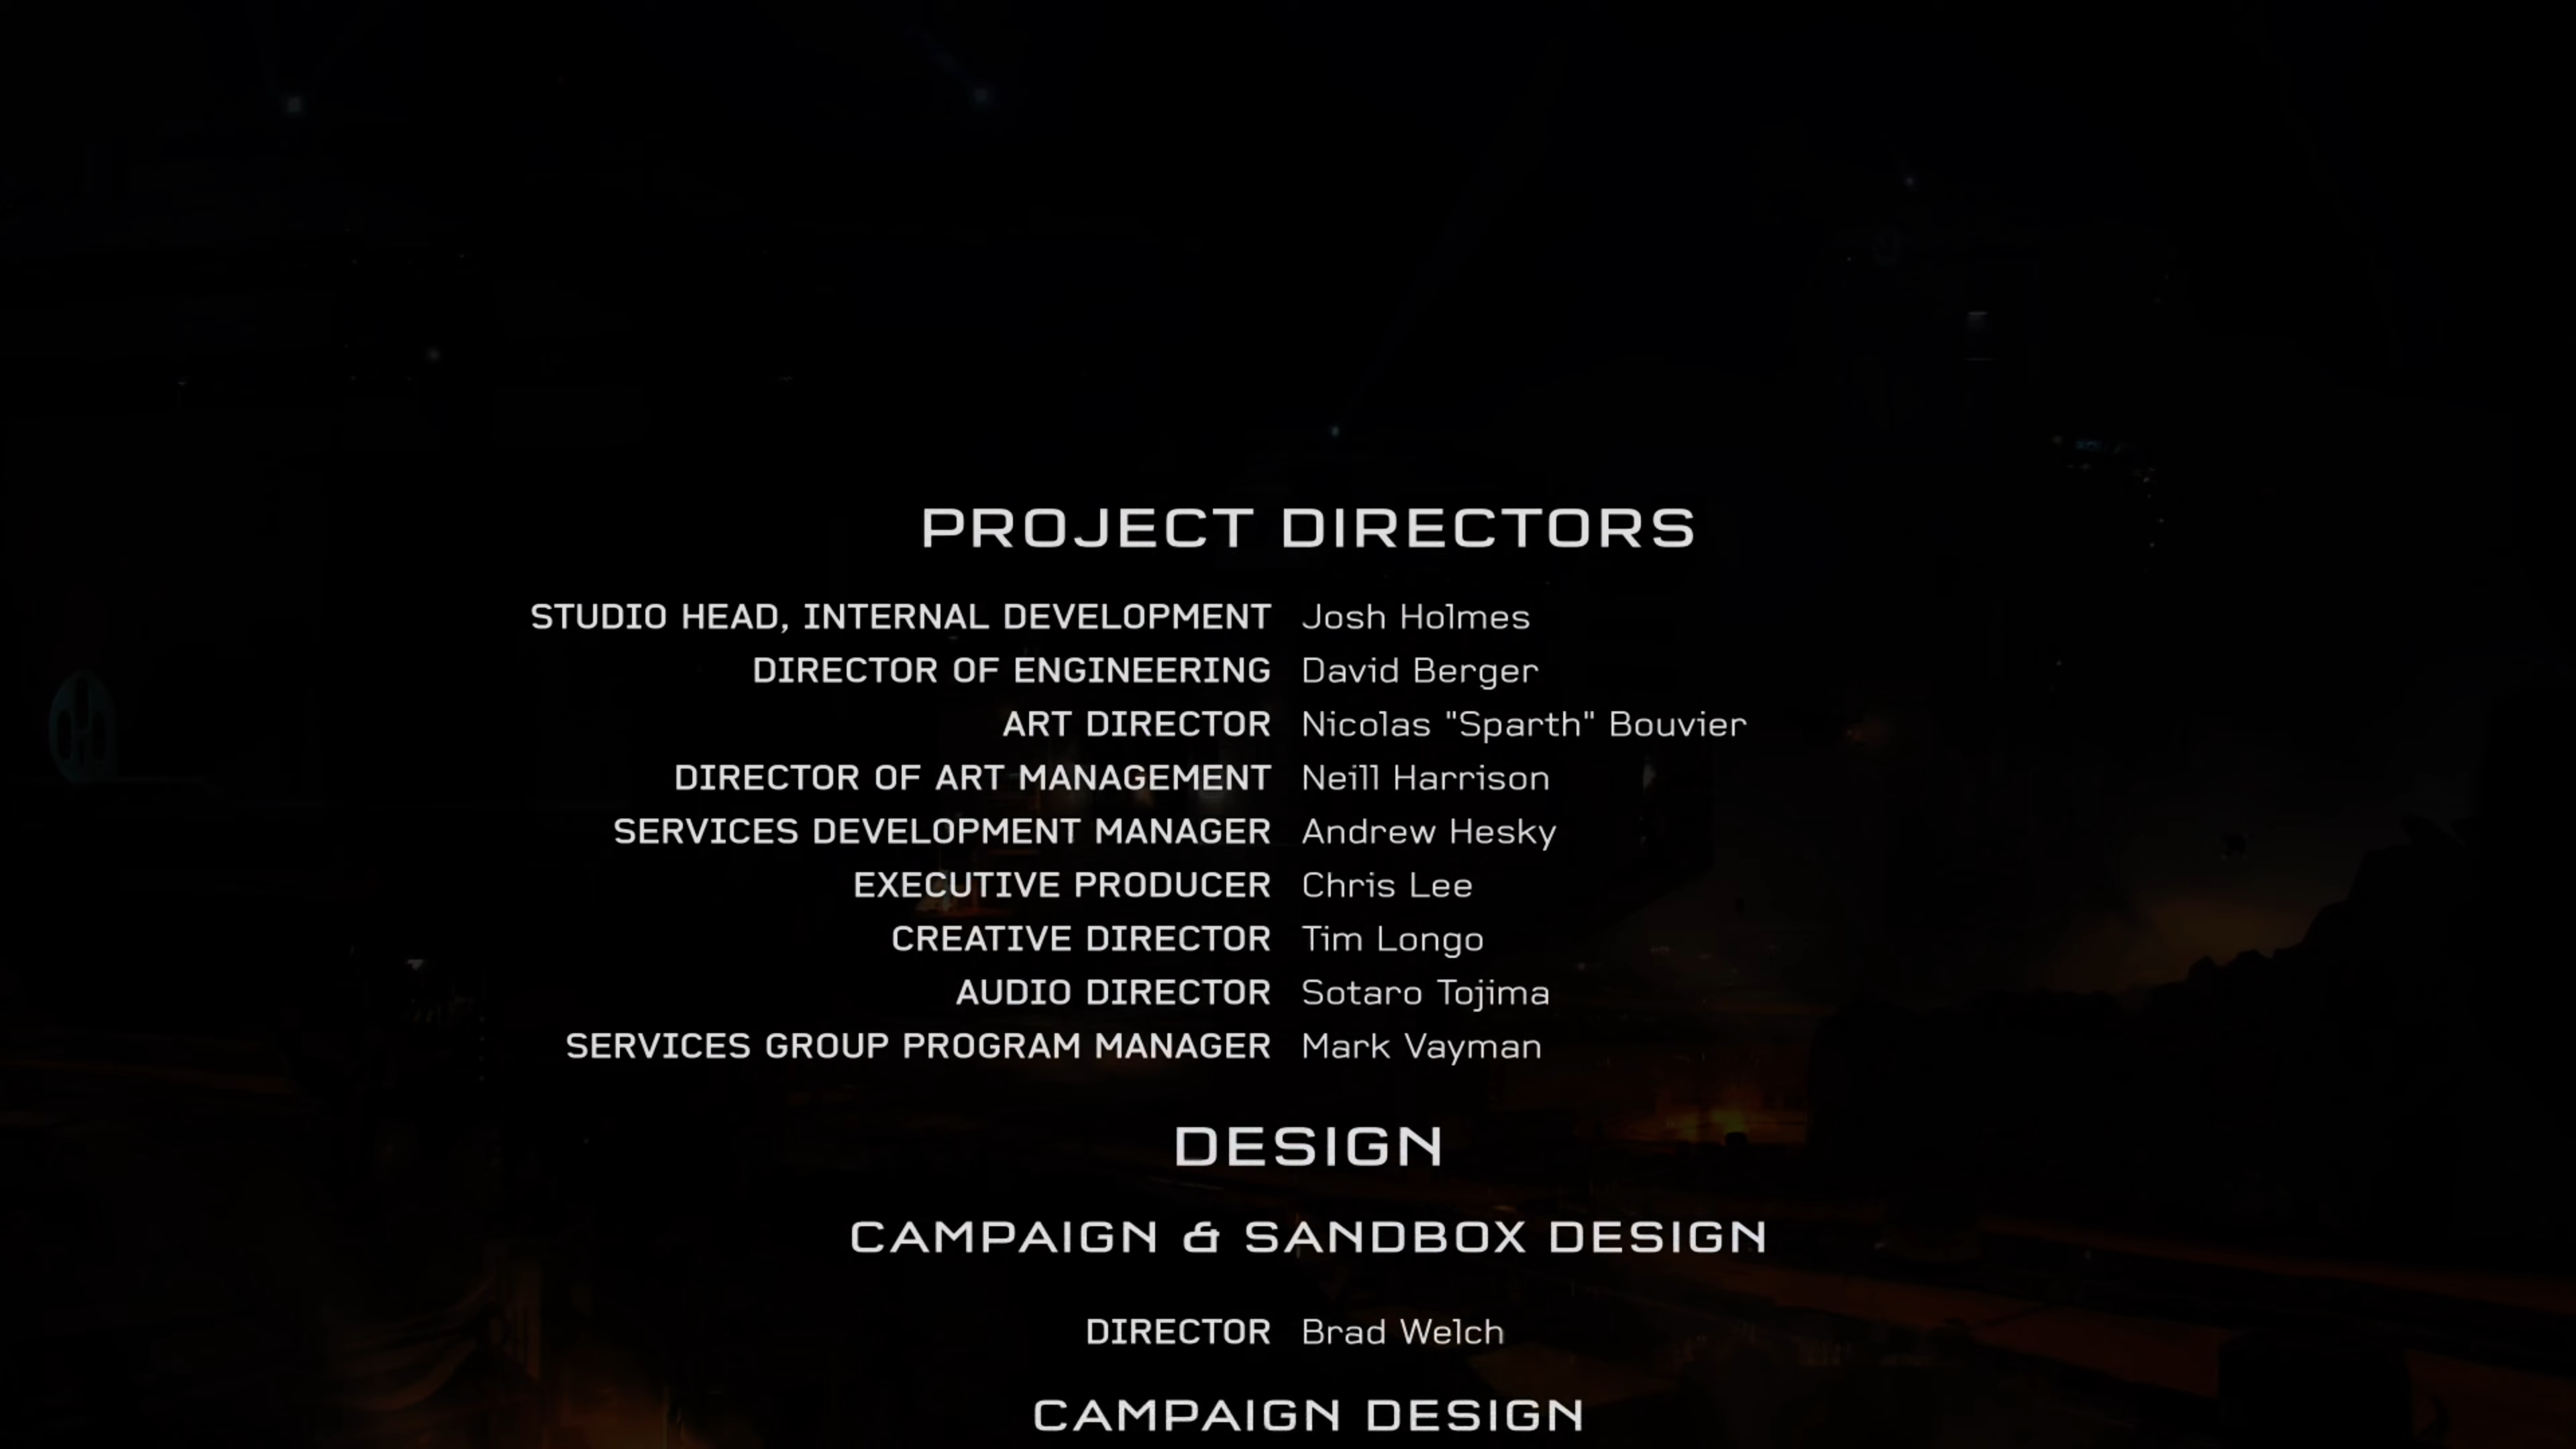 PROJECT DIRECTORS
STUDIO HEAD, INTERNAL DEVELOPMENT Josh Holmes
DIRECTOR OF ENGINEERING David Berger
ART DIRECTOR Nicolas "Sparth" Bouvier
DIRECTOR OF ART MANAGEMENT Neill Harrison
SERVICES DEVELOPMENT MANAGER Andrew Hesky
EXECUTIVE PRODUCER Chris Lee
CREATIVE DIRECTOR Tim Longo
AUDIO DIRECTOR Sotaro Tojima
SERVICES GROUP PROGRAM MANAGER Mark Vayman
DESIGN
CAMPAIGN & SANDBOX DESIGN
DIRECTOR Brad Welch
CAMPAIGN DESIGN